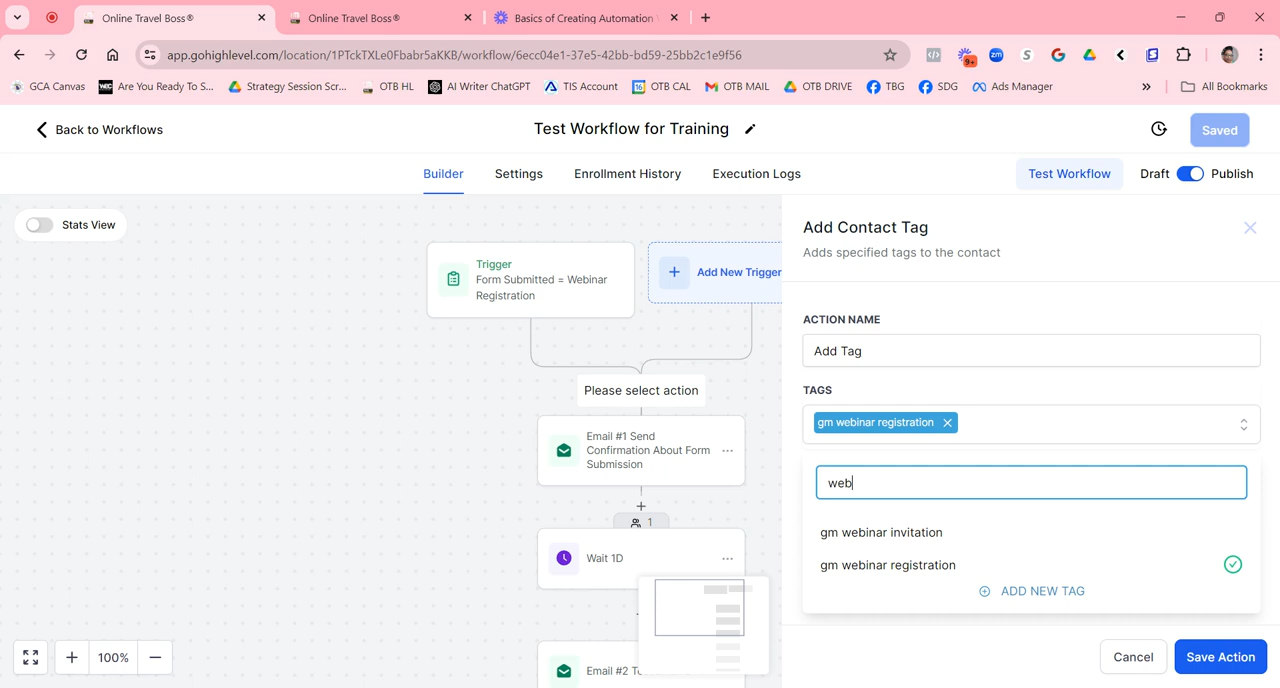 Online Travel Boss®
Online Travel Boss®
Basics of Creating Automation
app.gohighlevel.com/location/1PTckTXLe0Fbabr5aKKB/workflow/6ecc04e1-37e5-42bb-bd59-25bb2c1e9f56
9+
zm
GCA Canvas
Are You Ready To S...
Strategy Session Scr...
OTB HL
AI Writer ChatGPT
TIS Account
16
OTB CAL
OTB MAIL
OTB DRIVE
TBG
SDG
Ads Manager
All Bookmarks
Back to Workflows
Test Workflow for Training
Saved
Builder
Settings
Enrollment History
Execution Logs
Test Workflow
Draft
Publish
Stats View
Trigger
Form Submitted = Webinar
Registration
Add New Trigger
Please select action
Email #1 Send
Confirmation About Form
Submission
1
Wait 1D
Email #2
100%
Add Contact Tag
Adds specified tags to the contact
ACTION NAME
Add Tag
TAGS
gm webinar registration
web
gm webinar invitation
gm webinar registration
ADD NEW TAG
Cancel
Save Action